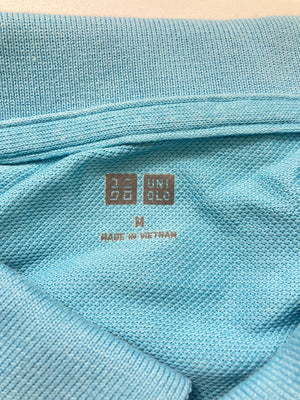 ユニ UNI
クロ QLO
M
MADE IN VIETNAM